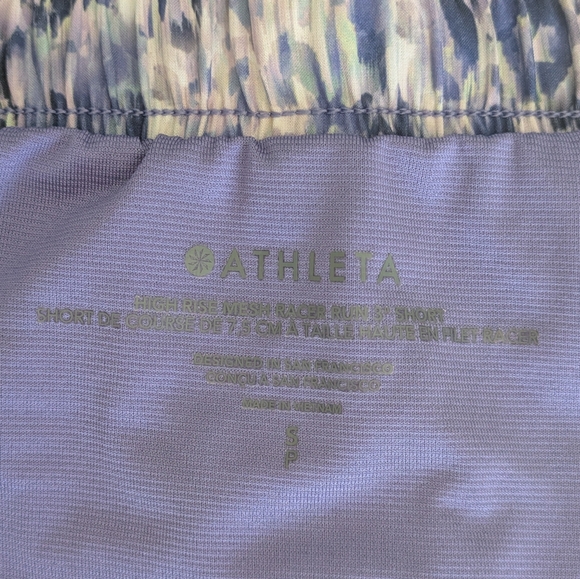 ATHLETA
HIGH RISE MESH RACER RUN 3" SHORT
SHORT DE COURSE DE 7,5 CM À TAILLE HAUTE EN FILET RACER
DESIGNED IN SAN FRANCISCO
CONÇU À SAN FRANCISCO
MADE IN VIETNAM
S
P